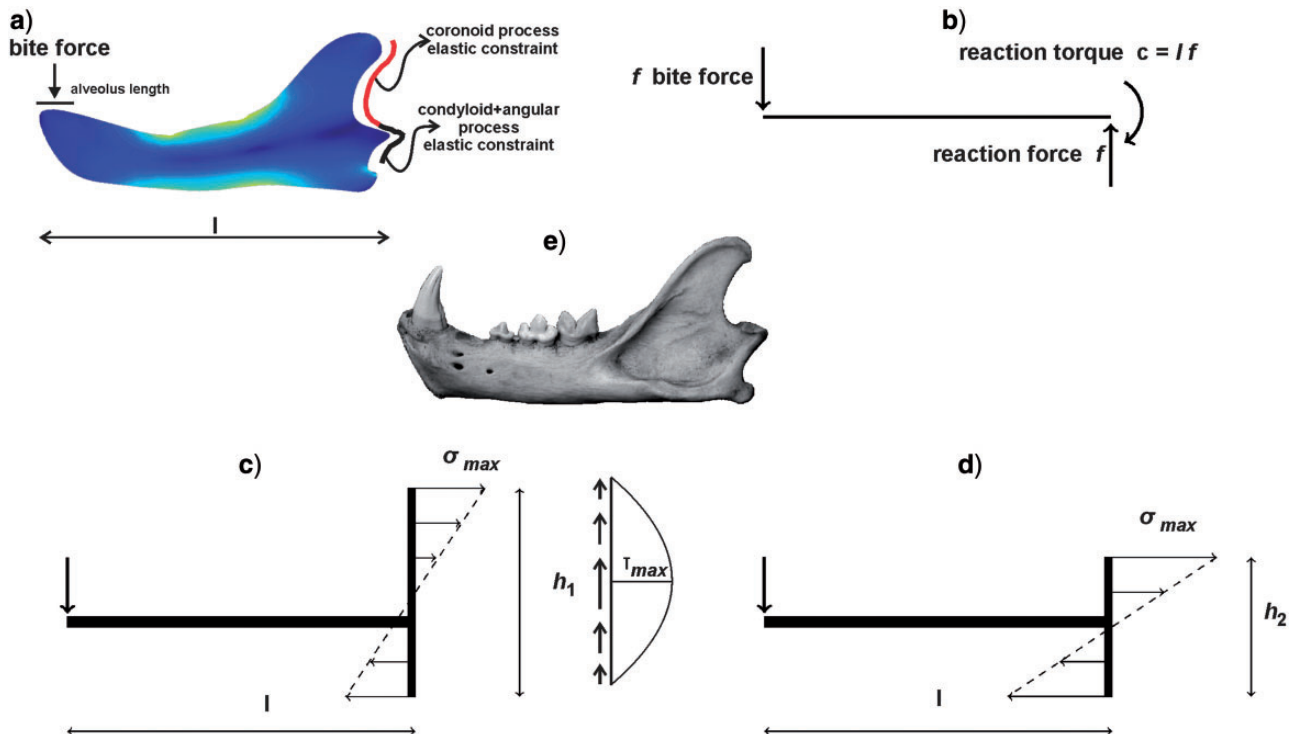 a)
bite force
alveolus length
coronoid process
elastic constraint
condyloid+angular
process
elastic constraint
l
b)
f bite force
reaction torque c = l f
reaction force f
e)
c)
σ max
h1
τmax
l
d)
σ max
h2
l